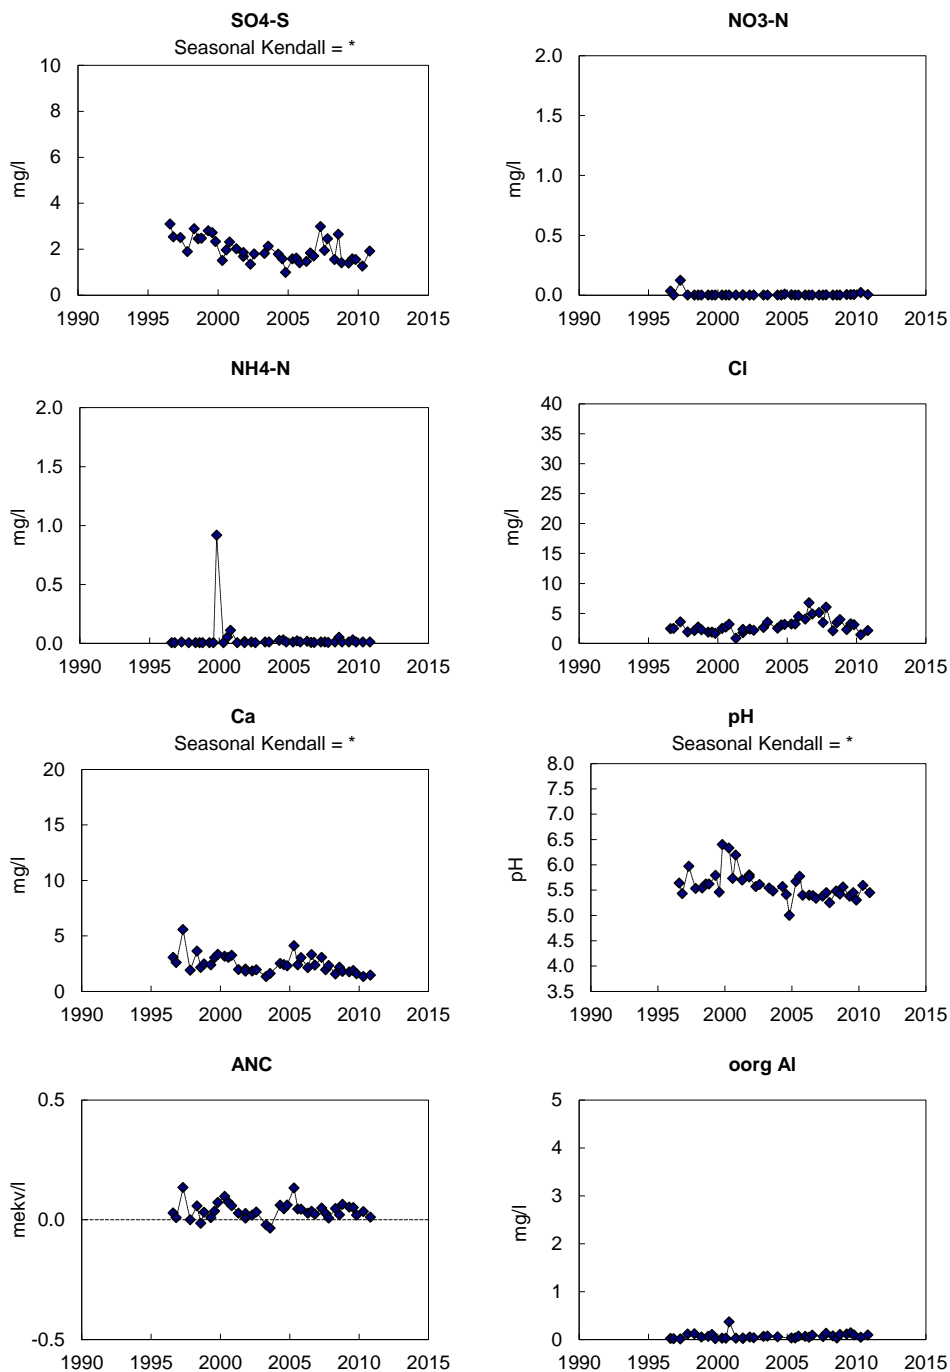 SO4-S
Seasonal Kendall = *
10
8
6
4
2
0
mg/l
1990 1995 2000 2005 2010 2015
NO3-N
2.0
1.5
1.0
0.5
0.0
mg/l
1990 1995 2000 2005 2010 2015
NH4-N
2.0
1.5
1.0
0.5
0.0
mg/l
1990 1995 2000 2005 2010 2015
Cl
40
35
30
25
20
15
10
5
0
mg/l
1990 1995 2000 2005 2010 2015
Ca
Seasonal Kendall = *
20
15
10
5
0
mg/l
1990 1995 2000 2005 2010 2015
pH
Seasonal Kendall = *
8.0
7.5
7.0
6.5
6.0
5.5
5.0
4.5
4.0
3.5
pH
1990 1995 2000 2005 2010 2015
ANC
0.5
0.0
-0.5
mekv/l
1990 1995 2000 2005 2010 2015
oorg Al
5
4
3
2
1
0
mg/l
1990 1995 2000 2005 2010 2015